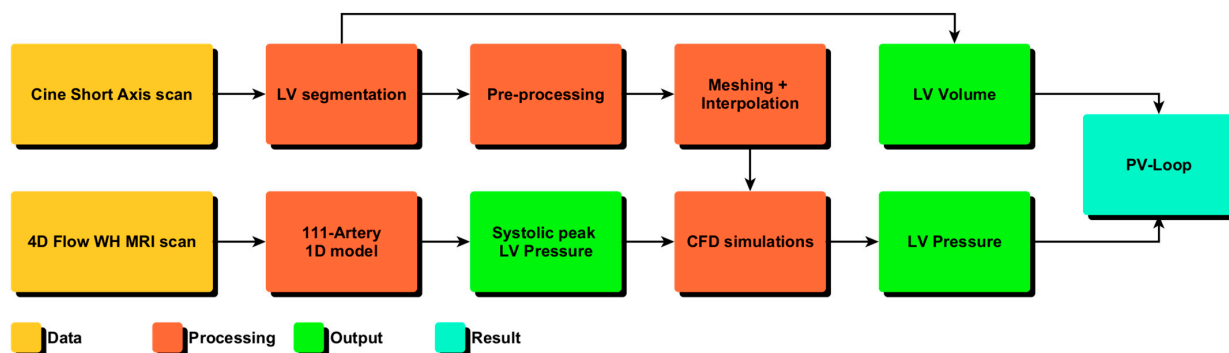 Cine Short Axis scan
LV segmentation
Pre-processing
Meshing +
Interpolation
LV Volume
PV-Loop
4D Flow WH MRI scan
111-Artery
1D model
Systolic peak
LV Pressure
CFD simulations
LV Pressure
Data
Processing
Output
Result